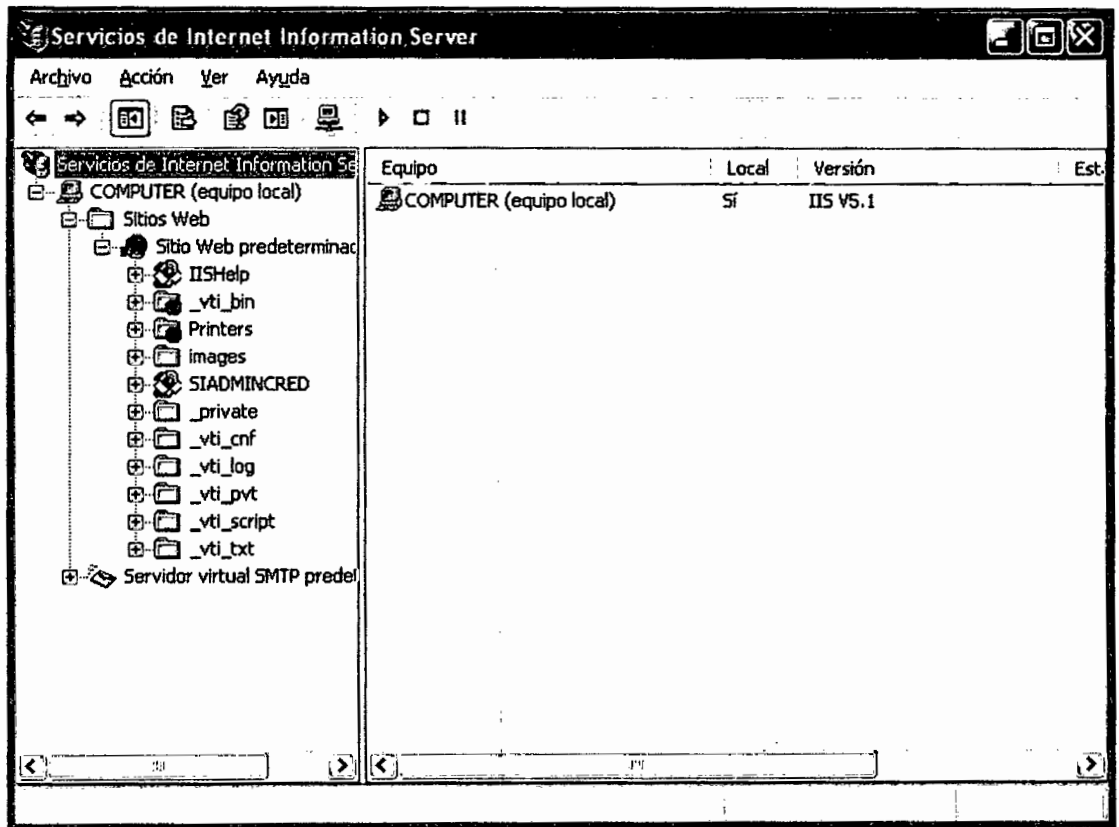 Servicios de Internet Information Server
Archivo Acción Ver Ayuda
Servicios de Internet Information Se
COMPUTER (equipo local)
Sitios Web
Sitio Web predeterminac
IISHelp
_vti_bin
Printers
images
SIADMINCRED
_private
_vti_cnf
_vti_log
_vti_pvt
_vti_script
_vti_txt
Servidor virtual SMTP predet
Equipo Local Versión Est
COMPUTER (equipo local) Sí IIS V5.1